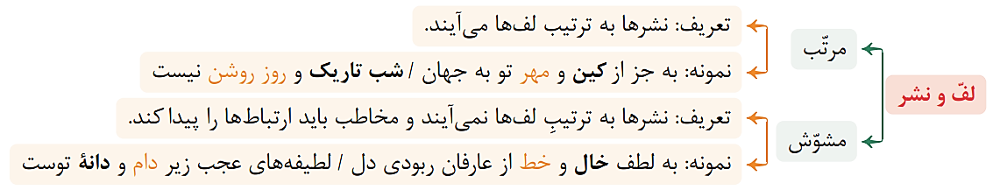 لفّ و نشر
مرتّب
تعریف: نشرها به ترتیب لف‌ها می‌آیند.
نمونه: به جز از کین و مهر تو به جهان / شب تاریک و روز روشن نیست
مشوّش
تعریف: نشرها به ترتیبِ لف‌ها نمی‌آیند و مخاطب باید ارتباط‌ها را پیدا کند.
نمونه: به لطف خال و خط از عارفان ربودی دل / لطیفه‌های عجب زیر دام و دانهٔ توست